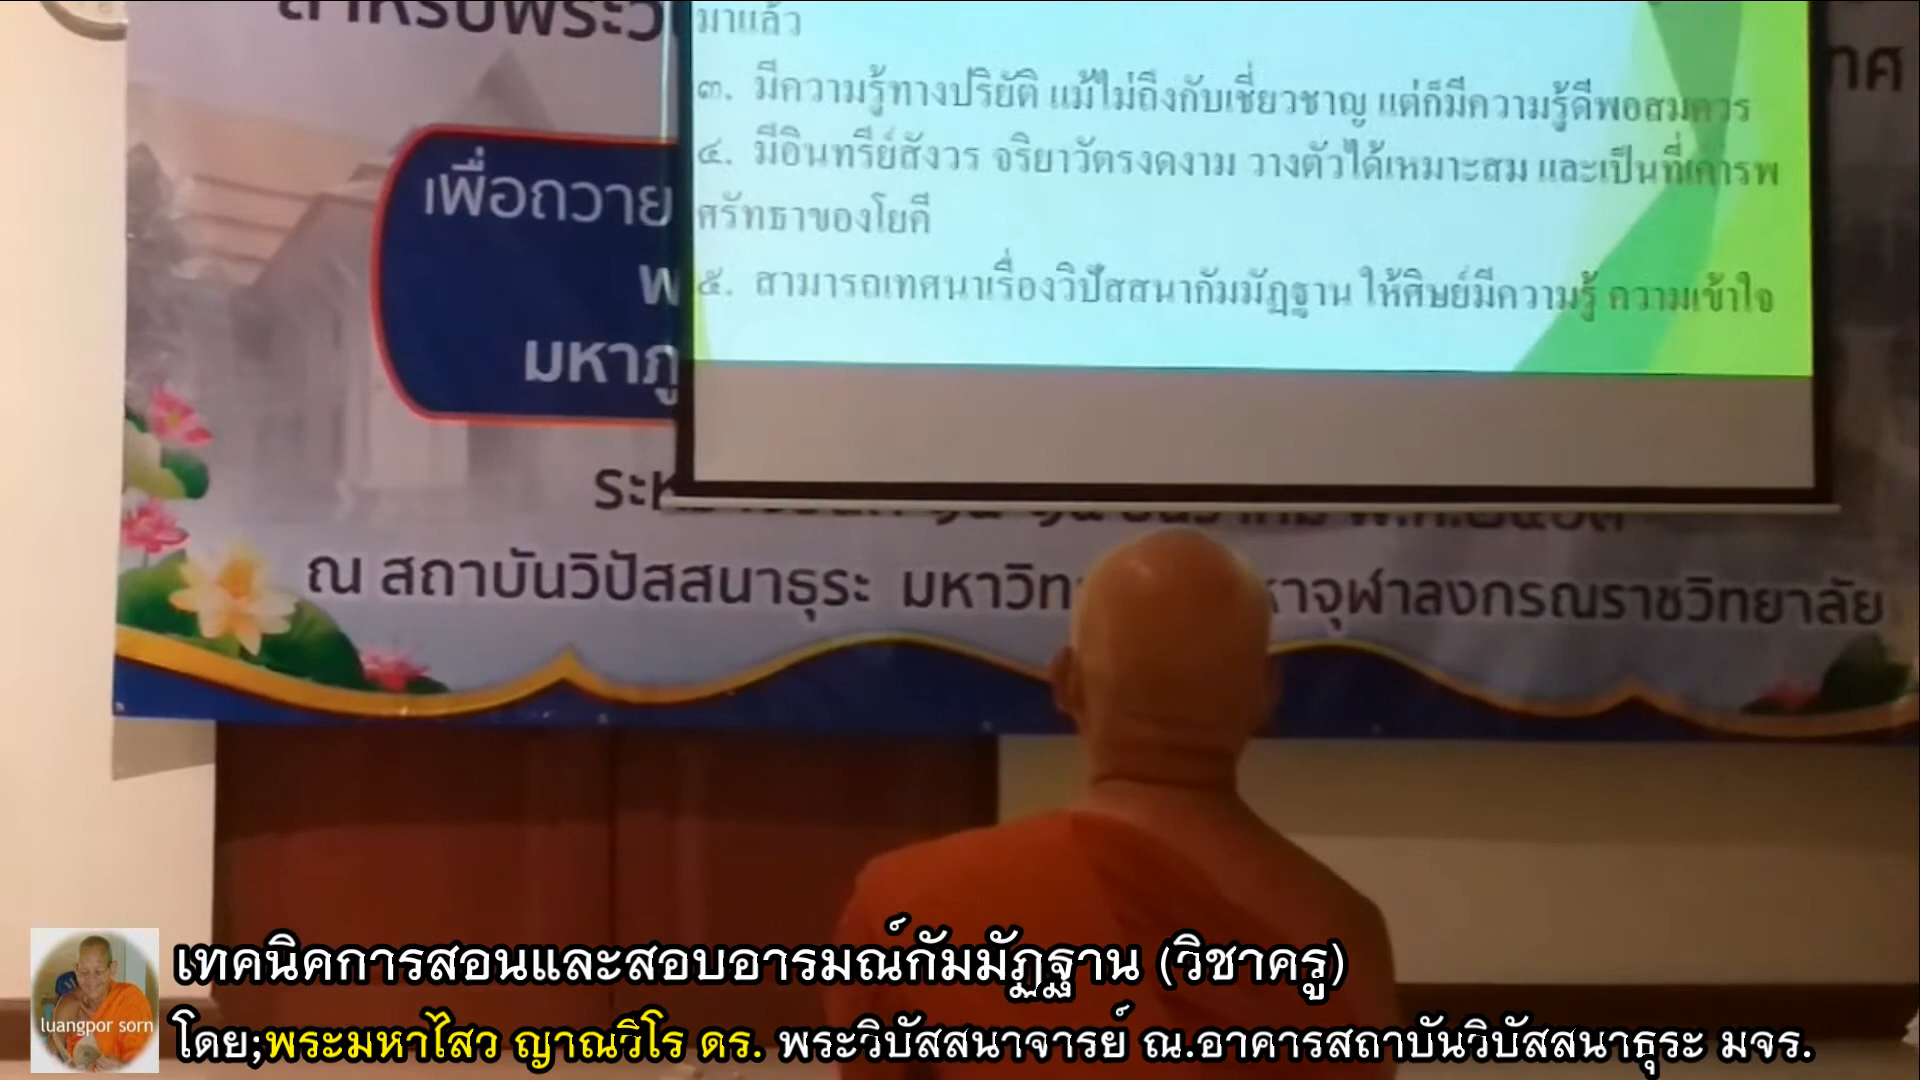 สำหรับพระวิ
มาแล้ว
๓. มีความรู้ทางปริยัติ แม้ไม่ถึงกับเชี่ยวชาญ แต่ก็มีความรู้ดีพอสมควร
๔. มีอินทรีย์สังวร จริยาวัตรงดงาม วางตัวได้เหมาะสม และเป็นที่เคารพ
ศรัทธาของโยคี
๕. สามารถเทศนาเรื่องวิปัสสนากัมมัฏฐาน ให้ศิษย์มีความรู้ ความเข้าใจ
เพื่อถวาย
พ
มหาภู
ณ สถาบันวิปัสสนาธุระ มหาวิท หาจุฬาลงกรณราชวิทยาลัย
luangpor sorn
เทคนิคการสอนและสอบอารมณ์กัมมัฏฐาน (วิชาครู)
โดย;พระมหาไสว ญาณวีโร ดร. พระวิปัสสนาจารย์ ณ.อาคารสถาบันวิปัสสนาธุระ มจร.